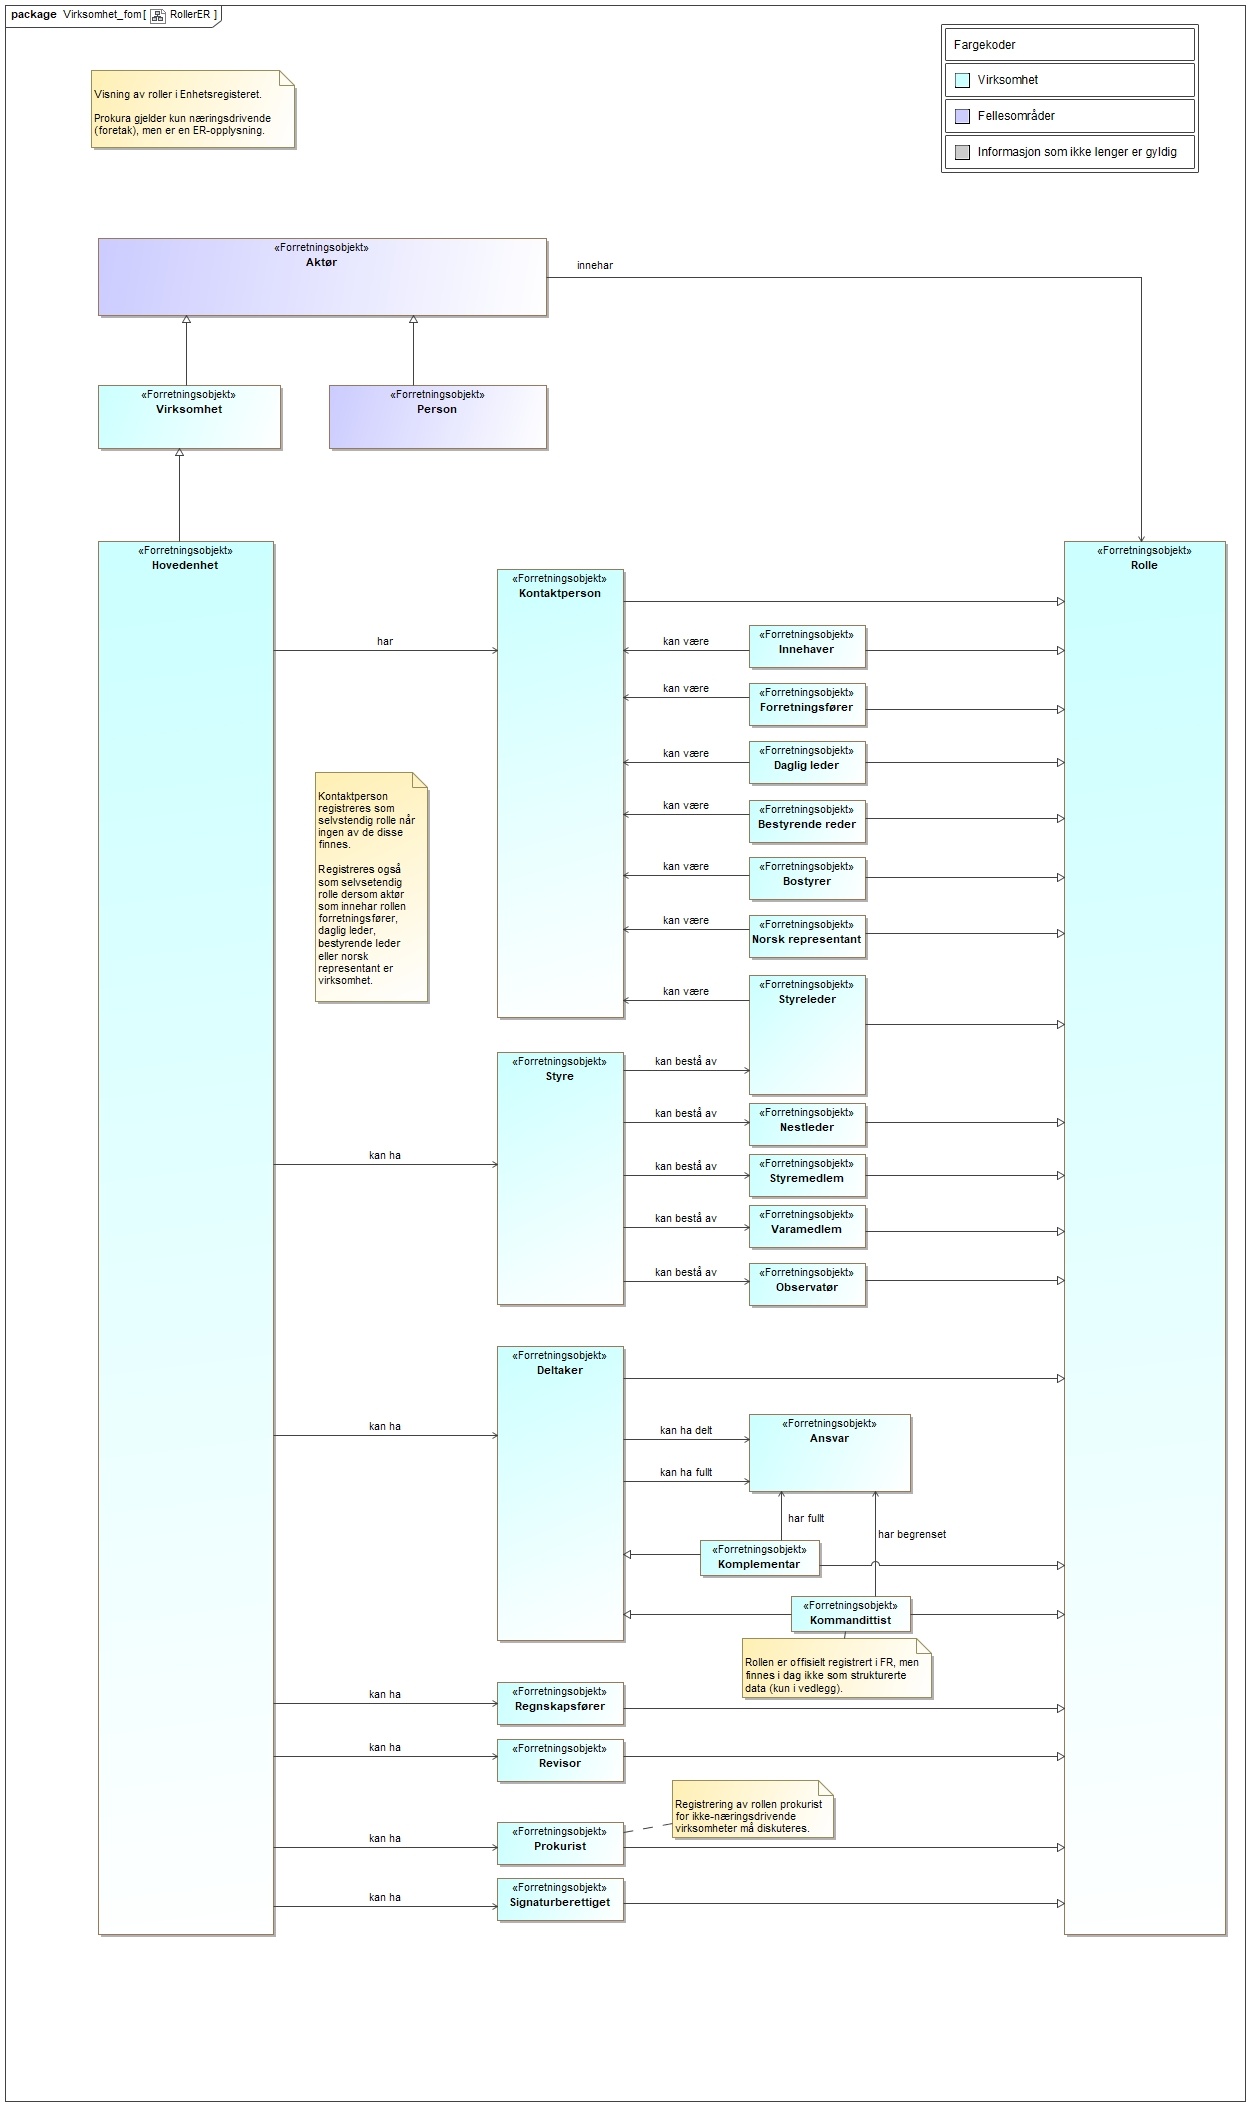 package Virksomhet_fom[ RollerER ]
Visning av roller i Enhetsregisteret.
Prokura gjelder kun næringsdrivende
(foretak), men er en ER-opplysning.
Fargekoder
Virksomhet
Fellesområder
Informasjon som ikke lenger er gyldig
«Forretningsobjekt»
Aktør
innehar
«Forretningsobjekt»
Virksomhet
«Forretningsobjekt»
Person
«Forretningsobjekt»
Hovedenhet
«Forretningsobjekt»
Rolle
«Forretningsobjekt»
Kontaktperson
har
kan være
«Forretningsobjekt»
Innehaver
kan være
«Forretningsobjekt»
Forretningsfører
kan være
«Forretningsobjekt»
Daglig leder
kan være
«Forretningsobjekt»
Bestyrende reder
kan være
«Forretningsobjekt»
Bostyrer
kan være
«Forretningsobjekt»
Norsk representant
kan være
«Forretningsobjekt»
Styreleder
Kontaktperson
registreres som
selvstendig rolle når
ingen av de disse
finnes.
Registreres også
som selvsetendig
rolle dersom aktør
som innehar rollen
forretningsfører,
daglig leder,
bestyrende leder
eller norsk
representant er
virksomhet.
«Forretningsobjekt»
Styre
kan ha
kan bestå av
kan bestå av
«Forretningsobjekt»
Nestleder
kan bestå av
«Forretningsobjekt»
Styremedlem
kan bestå av
«Forretningsobjekt»
Varamedlem
kan bestå av
«Forretningsobjekt»
Observatør
«Forretningsobjekt»
Deltaker
kan ha
kan ha delt
kan ha fullt
«Forretningsobjekt»
Ansvar
har fullt
har begrenset
«Forretningsobjekt»
Komplementar
«Forretningsobjekt»
Kommandittist
Rollen er offisielt registrert i FR, men
finnes i dag ikke som strukturerte
data (kun i vedlegg).
kan ha
«Forretningsobjekt»
Regnskapsfører
kan ha
«Forretningsobjekt»
Revisor
Registrering av rollen prokurist
for ikke-næringsdrivende
virksomheter må diskuteres.
kan ha
«Forretningsobjekt»
Prokurist
kan ha
«Forretningsobjekt»
Signaturberettiget